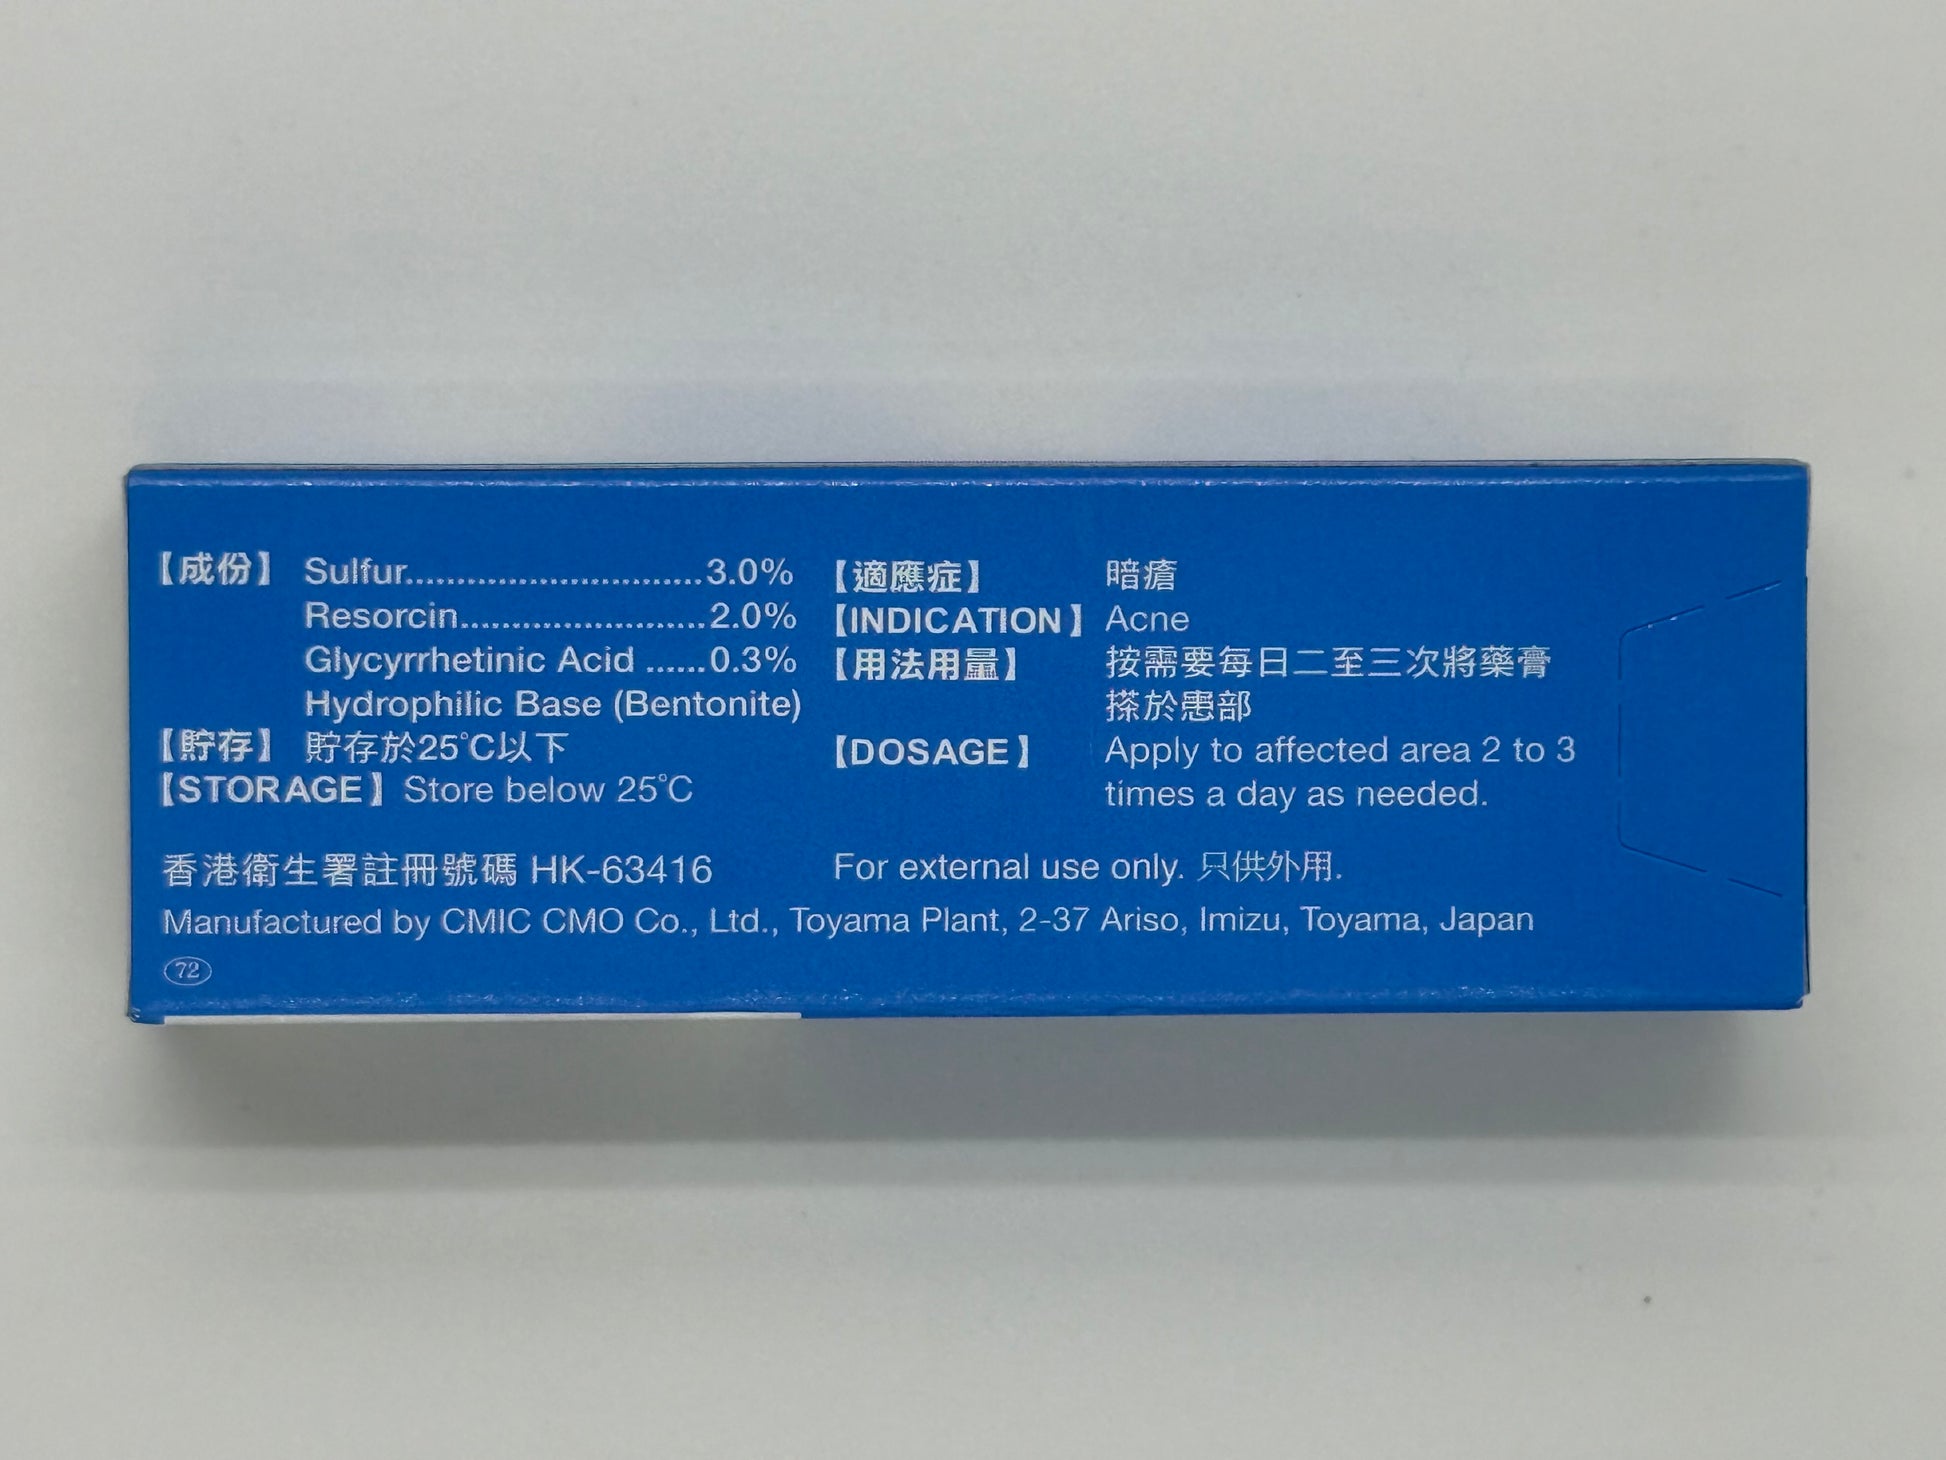 【成份】 Sulfur..................................3.0%
Resorcin.............................2.0%
Glycyrrhetinic Acid ......0.3%
Hydrophilic Base (Bentonite)
【貯存】 貯存於25°C以下
【STORAGE】 Store below 25°C
【適應症】 暗瘡
【INDICATION】 Acne
【用法用量】 按需要每日二至三次將藥膏
搽於患部
【DOSAGE】 Apply to affected area 2 to 3
times a day as needed.
香港衛生署註冊號碼 HK-63416
For external use only. 只供外用.
Manufactured by CMIC CMO Co., Ltd., Toyama Plant, 2-37 Ariso, Imizu, Toyama, Japan
72